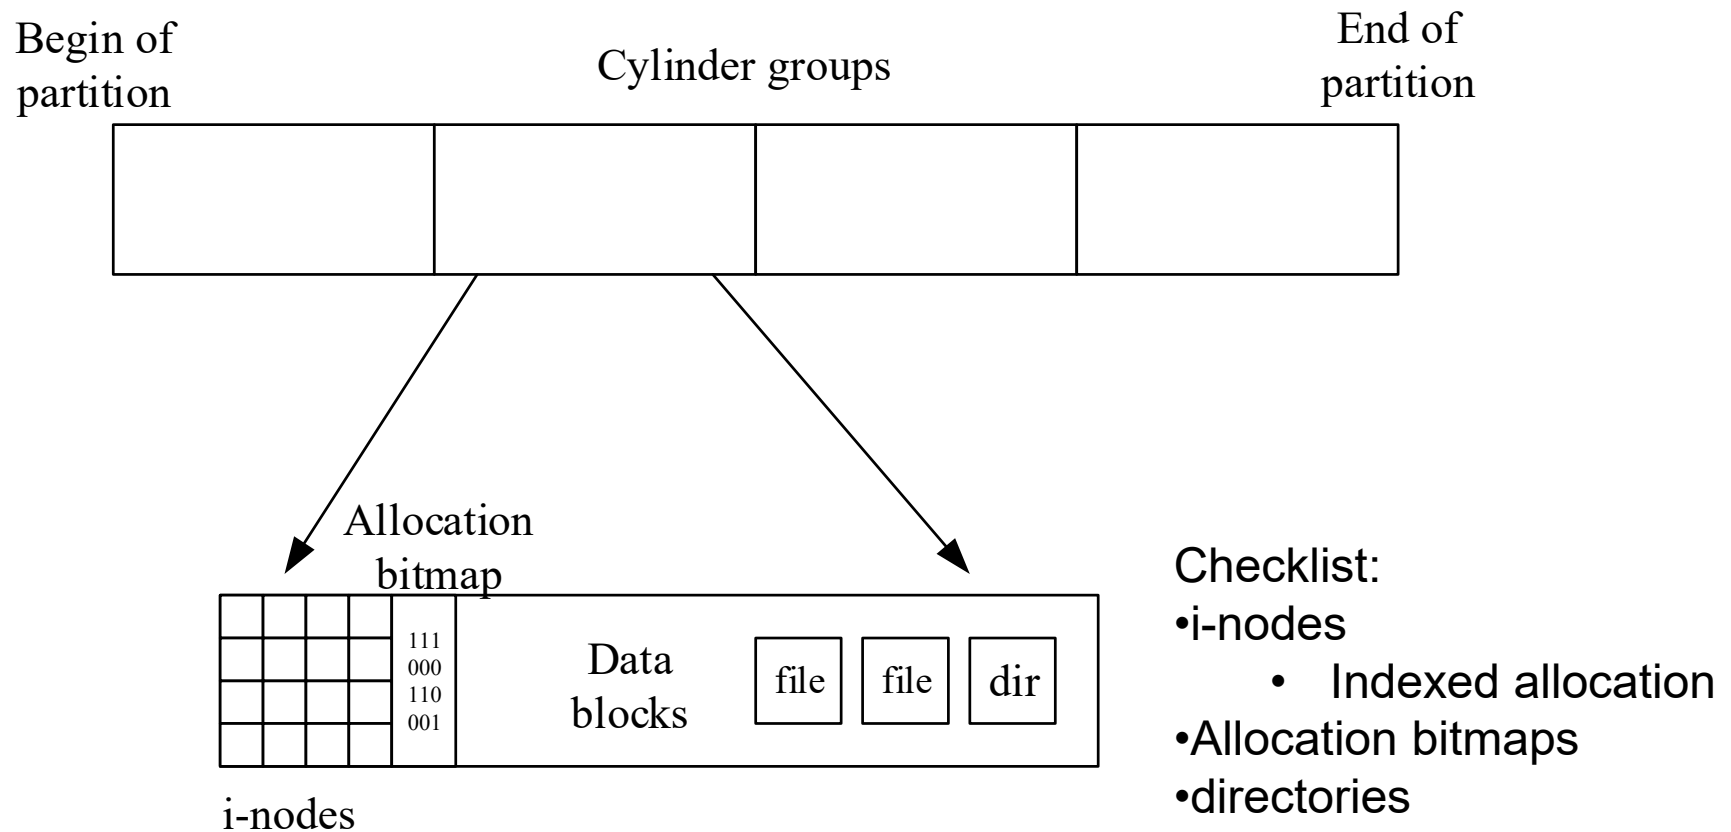 Begin of
partition
Cylinder groups
End of
partition
Allocation
bitmap
111
000
110
001
Data
blocks
file
file
dir
i-nodes
Checklist:
•i-nodes
• Indexed allocation
•Allocation bitmaps
•directories